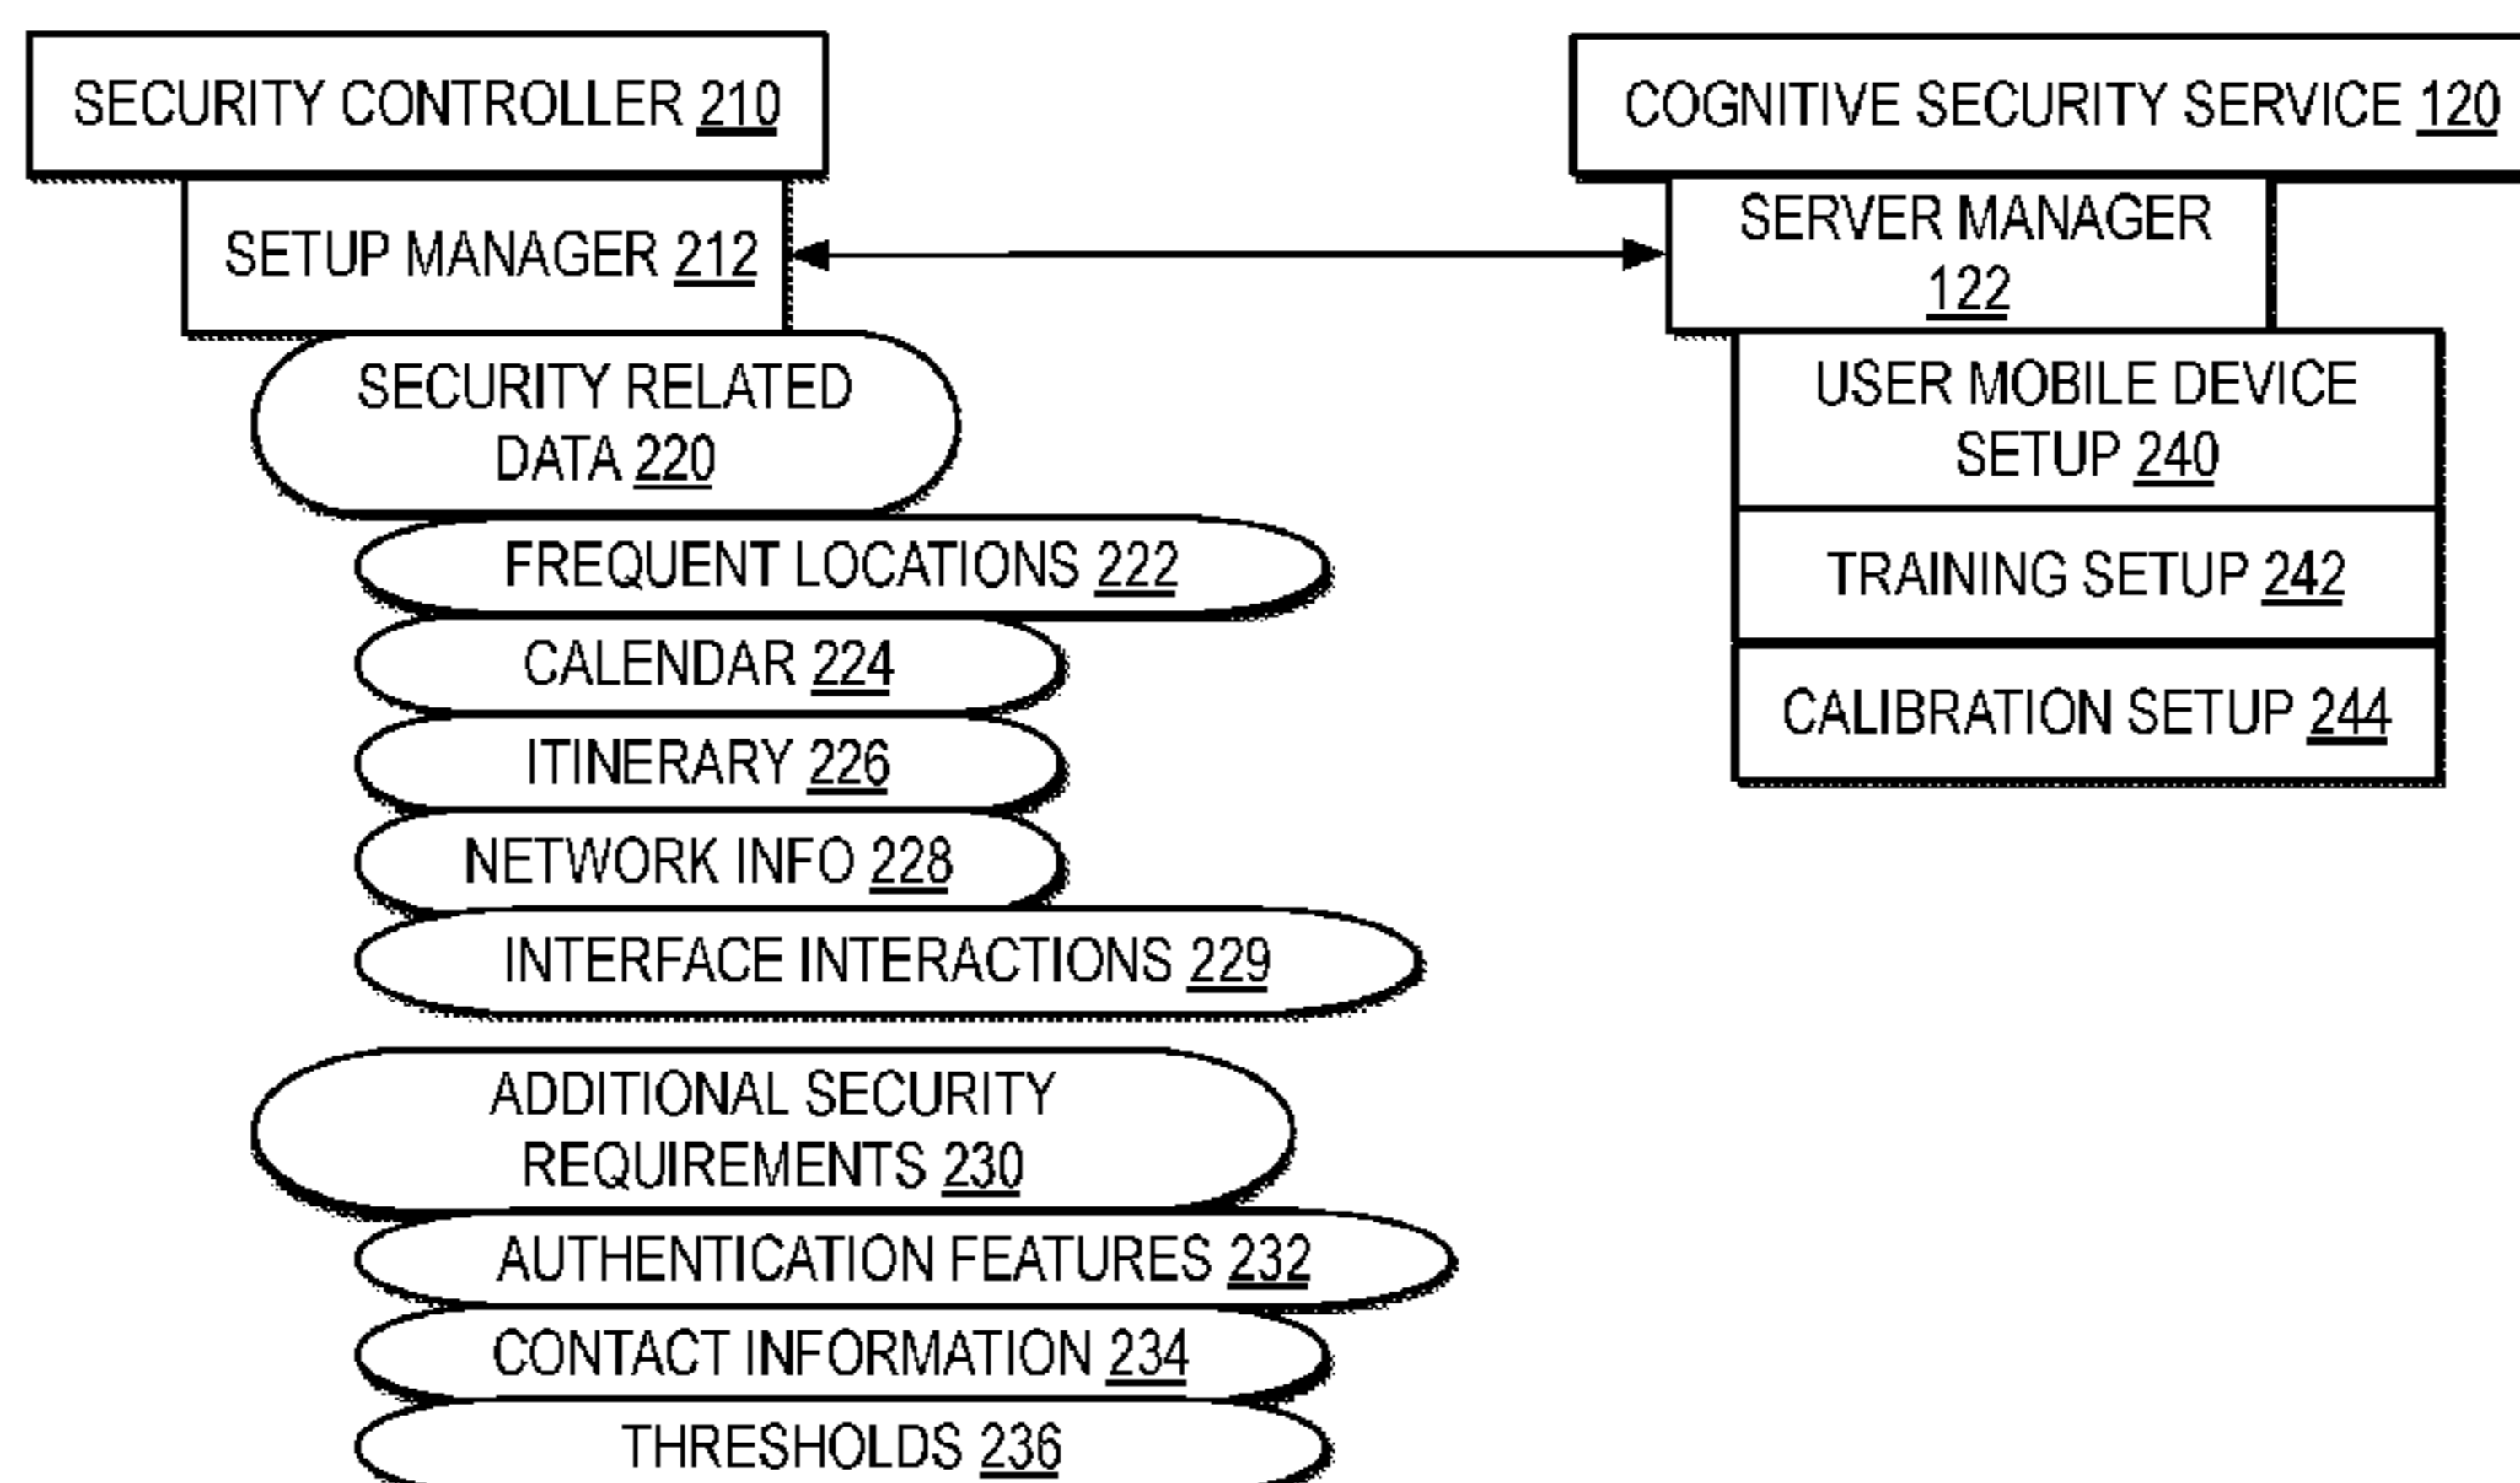 SECURITY CONTROLLER 210
SETUP MANAGER 212
SECURITY RELATED
DATA 220
FREQUENT LOCATIONS 222
CALENDAR 224
ITINERARY 226
NETWORK INFO 228
INTERFACE INTERACTIONS 229
ADDITIONAL SECURITY
REQUIREMENTS 230
AUTHENTICATION FEATURES 232
CONTACT INFORMATION 234
THRESHOLDS 236
COGNITIVE SECURITY SERVICE 120
SERVER MANAGER
122
USER MOBILE DEVICE
SETUP 240
TRAINING SETUP 242
CALIBRATION SETUP 244